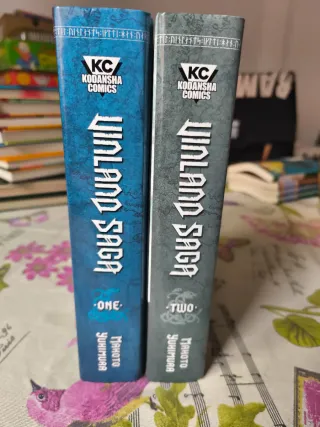 KC
KODANSHA
COMICS
VINLAND SAGA
ONE
MAKOTO
YUKIMURA
KC
KODANSHA
COMICS
VINLAND SAGA
TWO
MAKOTO
YUKIMURA